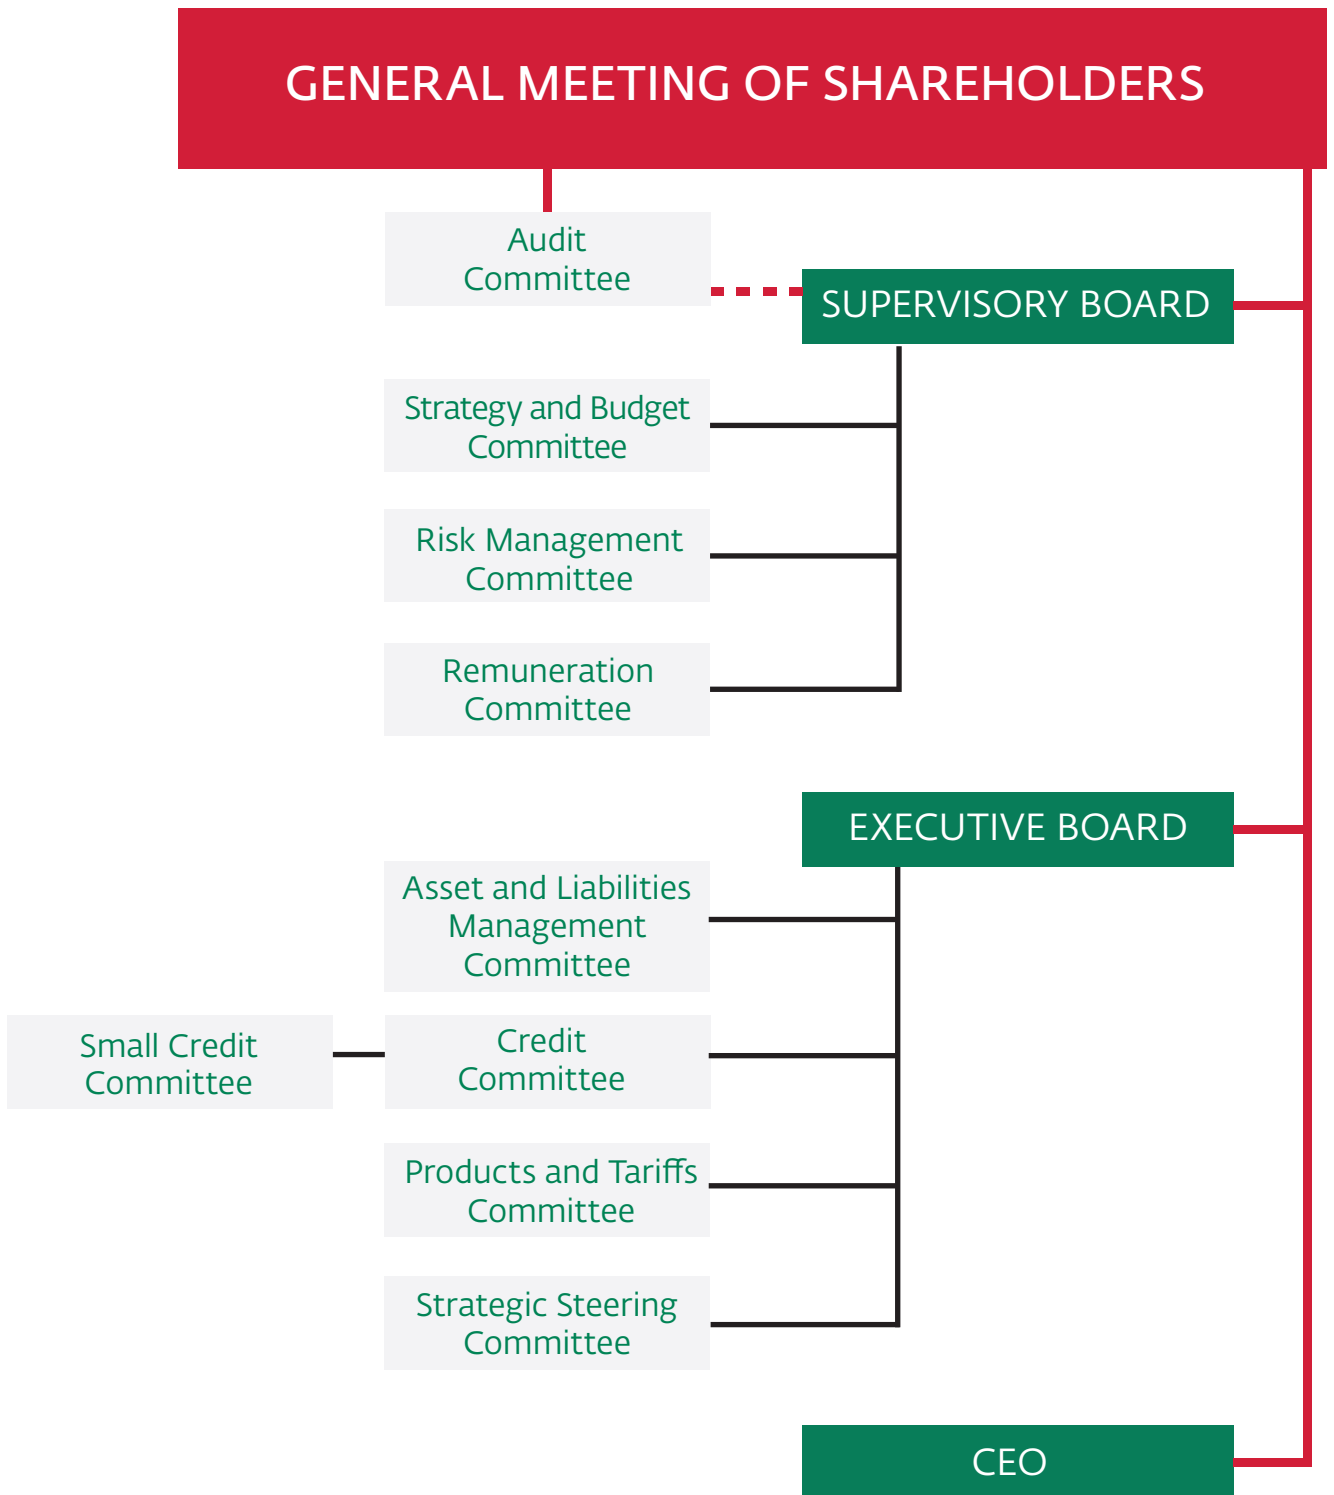 GENERAL MEETING OF SHAREHOLDERS
Audit
Committee
SUPERVISORY BOARD
Strategy and Budget
Committee
Risk Management
Committee
Remuneration
Committee
EXECUTIVE BOARD
Asset and Liabilities
Management
Committee
Small Credit
Committee
Credit
Committee
Products and Tariffs
Committee
Strategic Steering
Committee
CEO